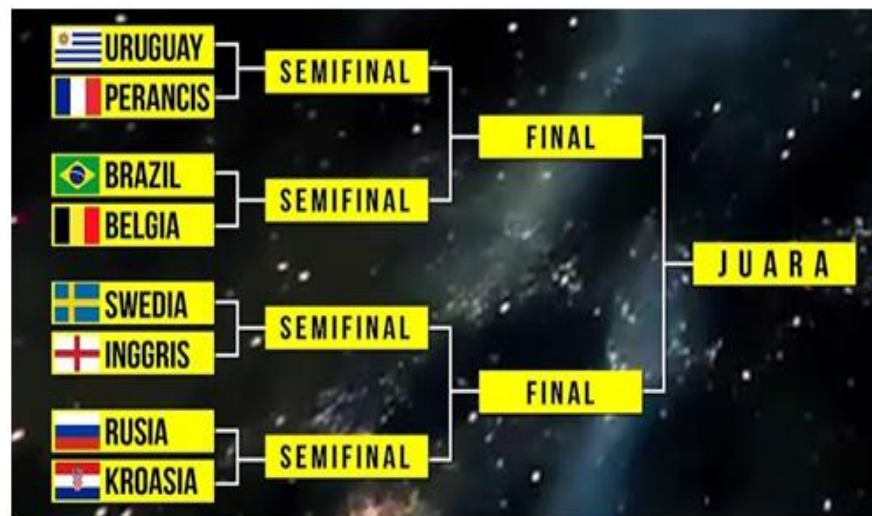 URUGUAY
PERANCIS
SEMIFINAL
BRAZIL
BELGIA
SEMIFINAL
FINAL
SWEDIA
INGGRIS
SEMIFINAL
RUSIA
KROASIA
SEMIFINAL
FINAL
JUARA